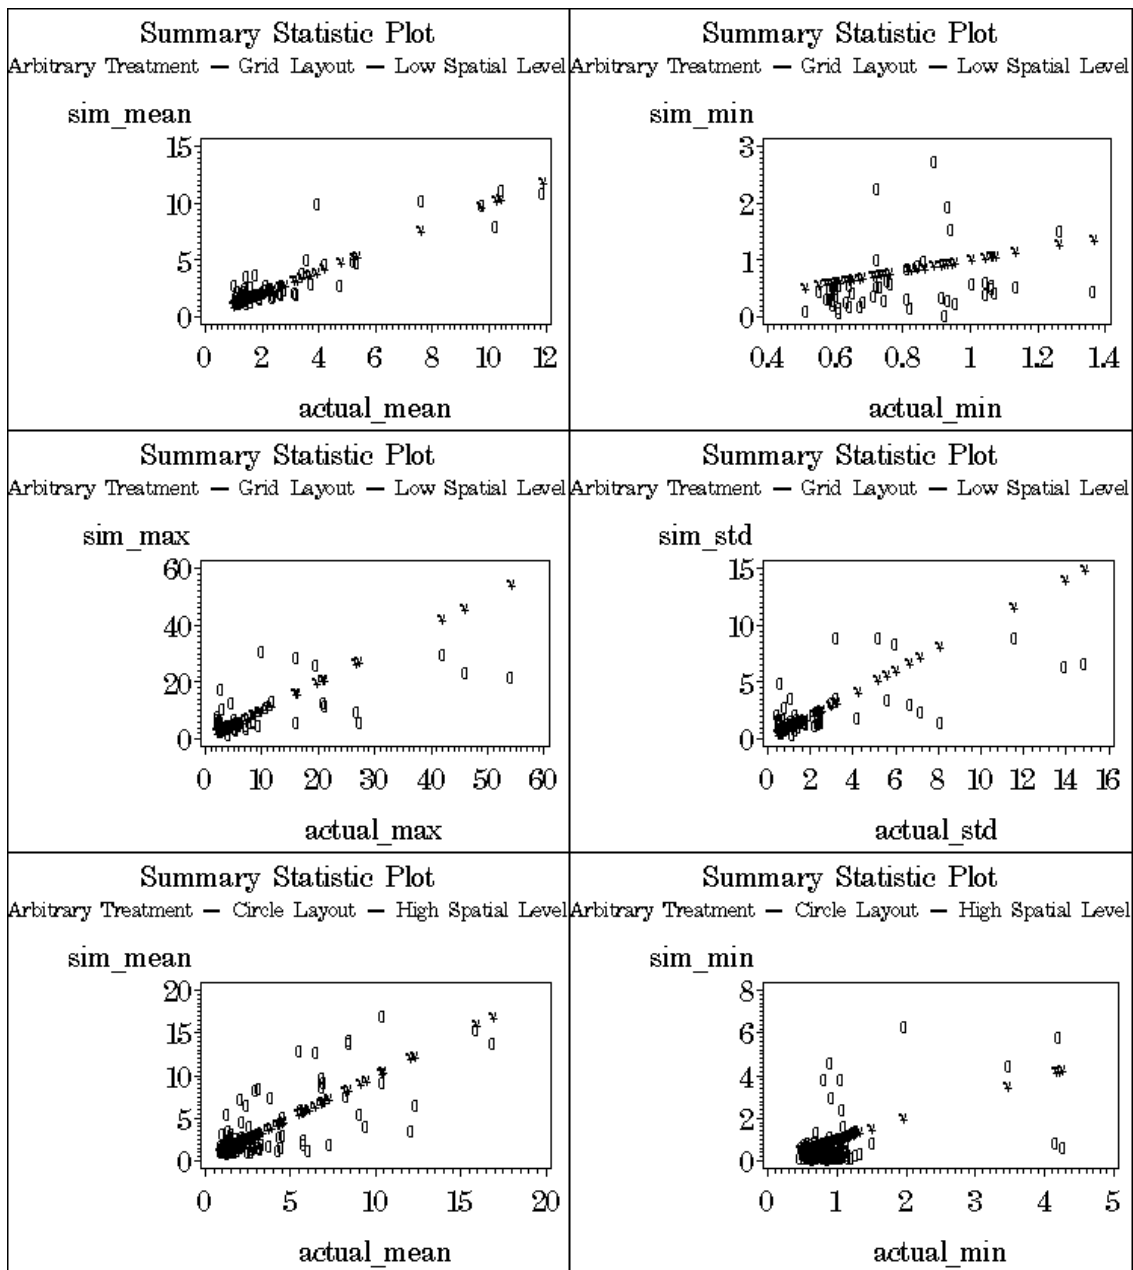 Summary Statistic Plot
Arbitrary Treatment — Grid Layout — Low Spatial Level
sim_mean
15
10
5
0
0 2 4 6 8 10 12
actual_mean
Summary Statistic Plot
Arbitrary Treatment — Grid Layout — Low Spatial Level
sim_min
3
2
1
0
0.4 0.6 0.8 1 1.2 1.4
actual_min
Summary Statistic Plot
Arbitrary Treatment — Grid Layout — Low Spatial Level
sim_max
60
40
20
0
0 10 20 30 40 50 60
actual_max
Summary Statistic Plot
Arbitrary Treatment — Grid Layout — Low Spatial Level
sim_std
15
10
5
0
0 2 4 6 8 10 12 14 16
actual_std
Summary Statistic Plot
Arbitrary Treatment — Circle Layout — High Spatial Level
sim_mean
20
15
10
5
0
0 5 10 15 20
actual_mean
Summary Statistic Plot
Arbitrary Treatment — Circle Layout — High Spatial Level
sim_min
8
6
4
2
0
0 1 2 3 4 5
actual_min